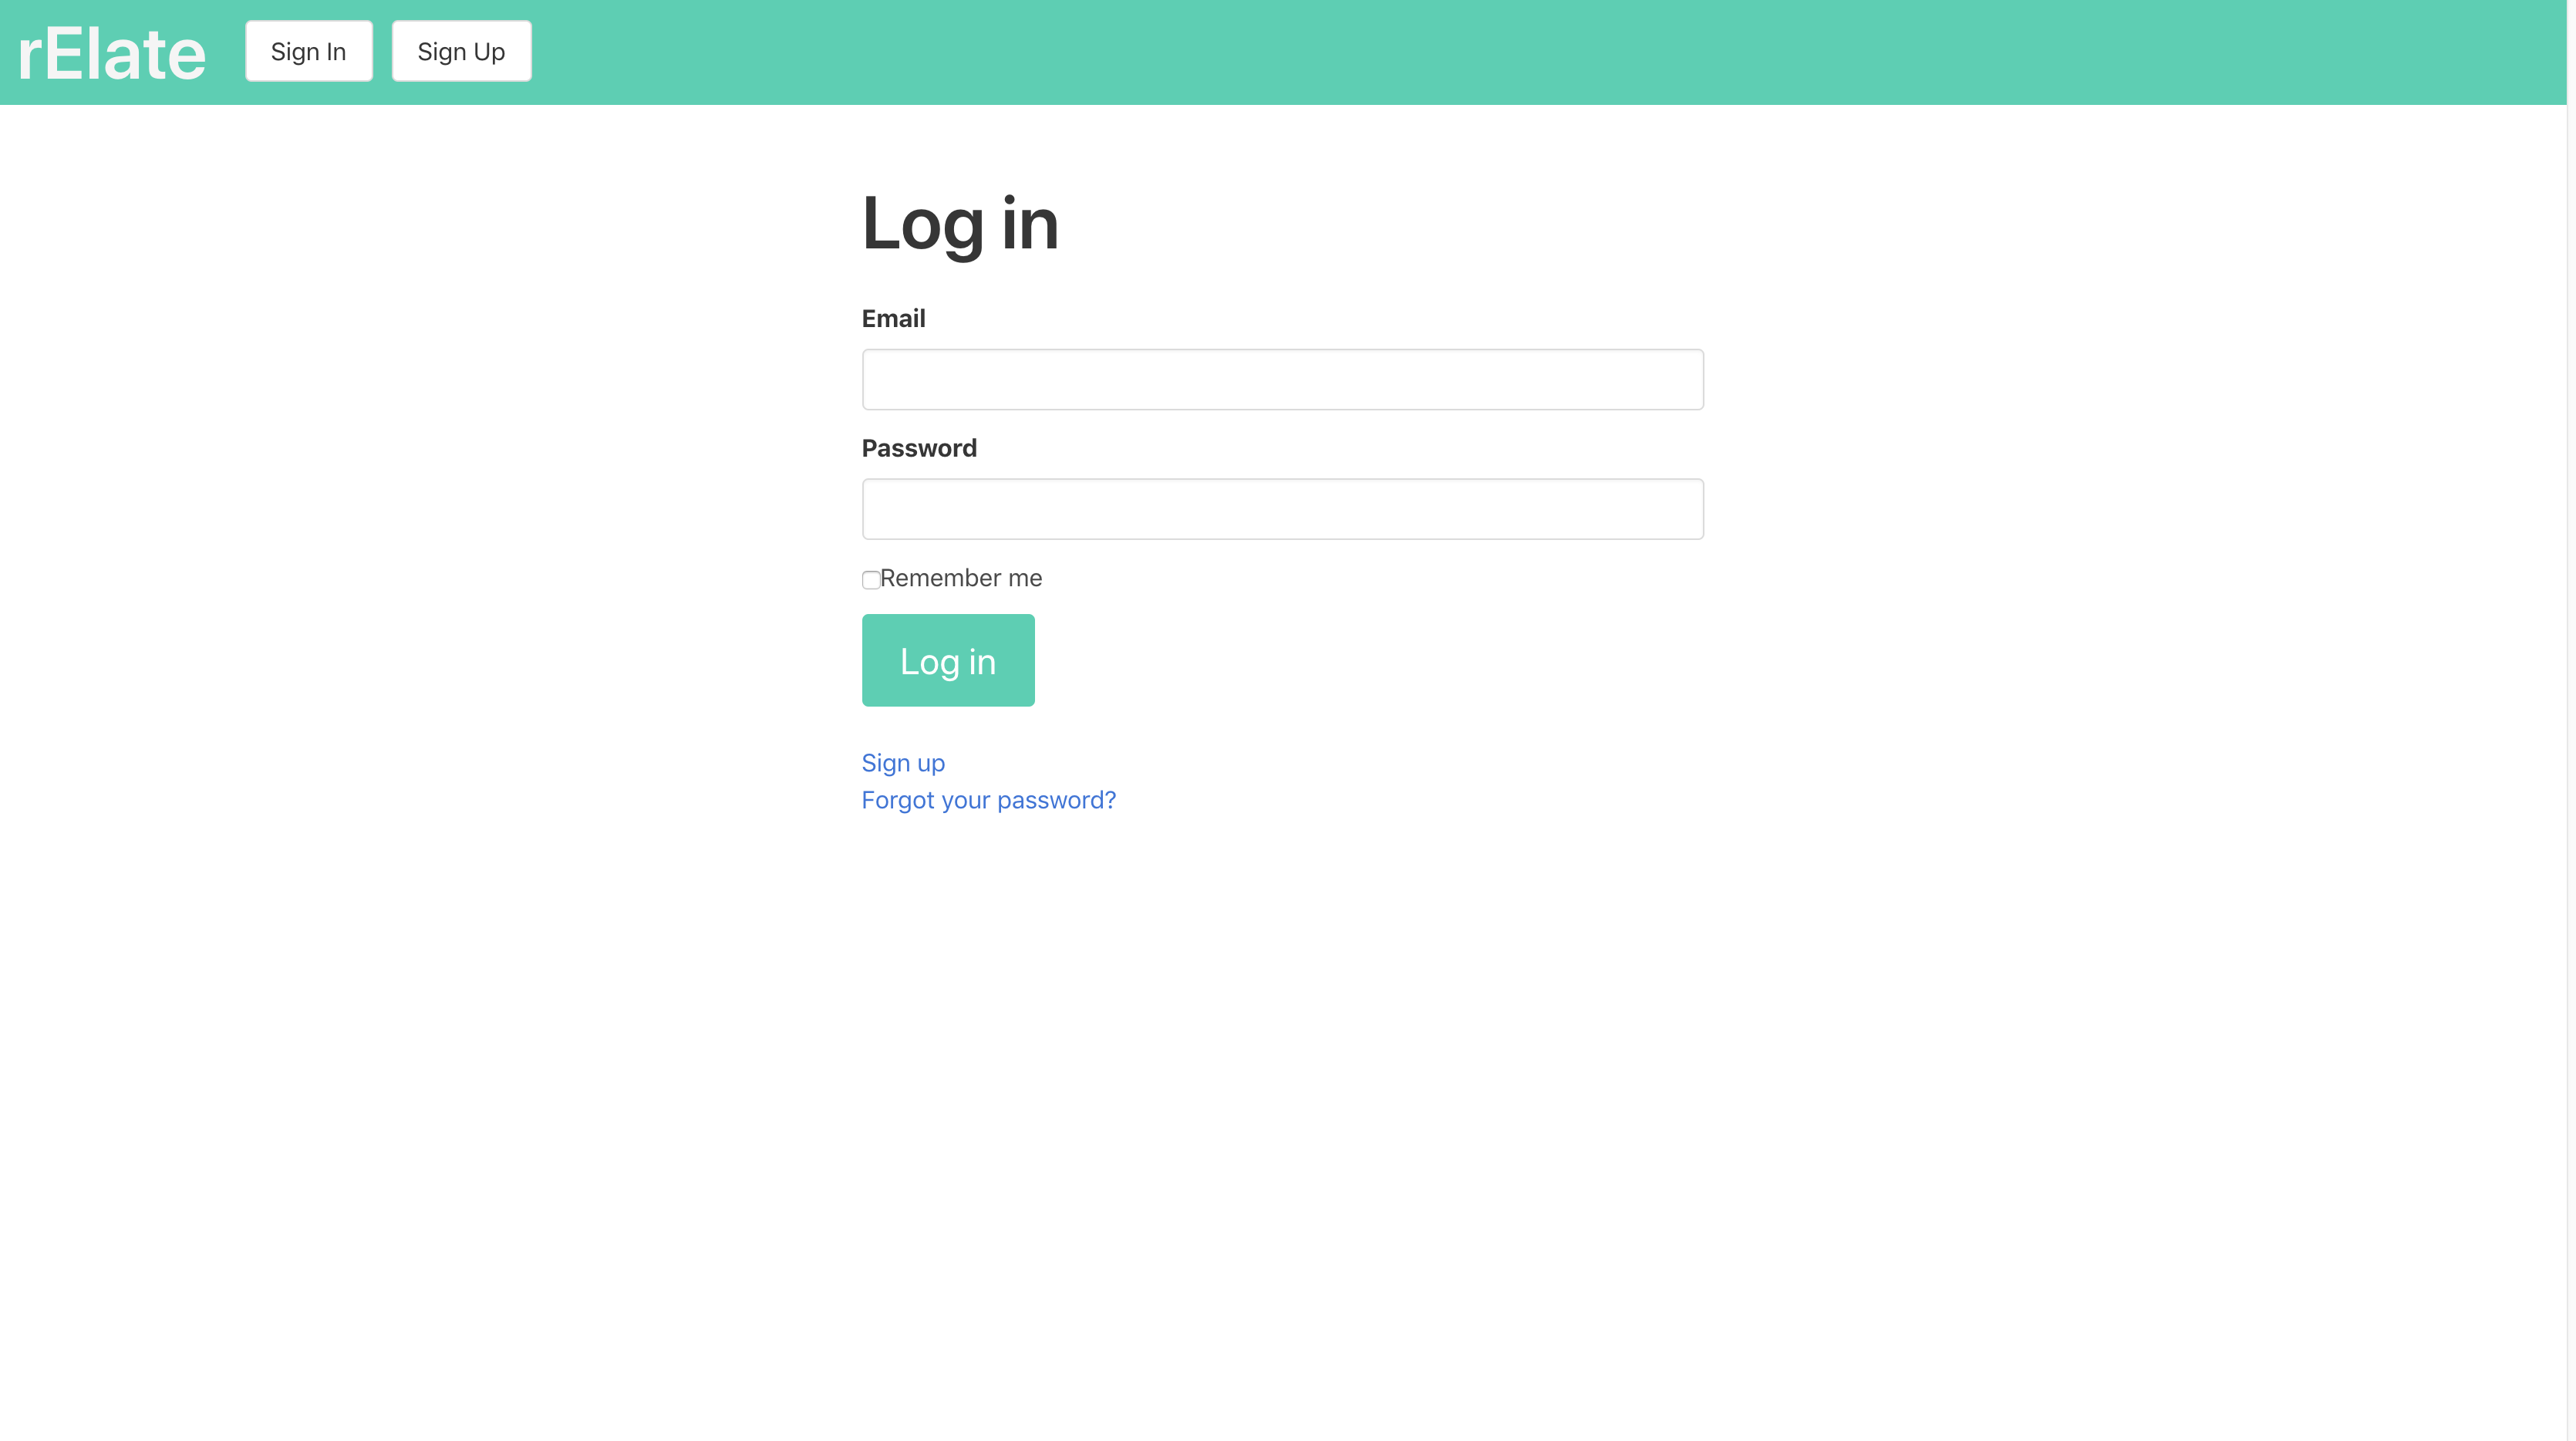 rElate Sign In Sign Up
Log in
Email
Password
Remember me
Log in
Sign up
Forgot your password?